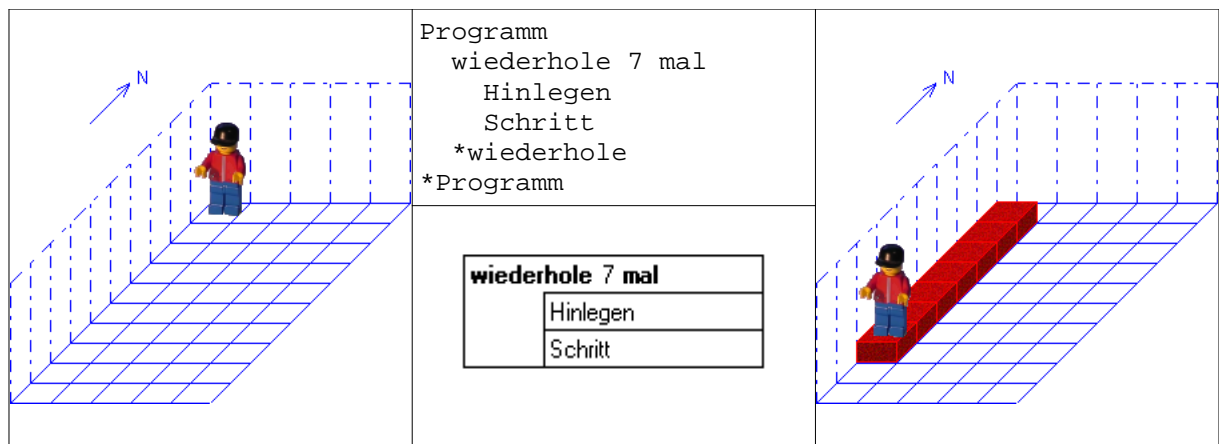 N
Programm
wiederhole 7 mal
Hinlegen
Schritt
*wiederhole
*Programm
wiederhole 7 mal
Hinlegen
Schritt
N